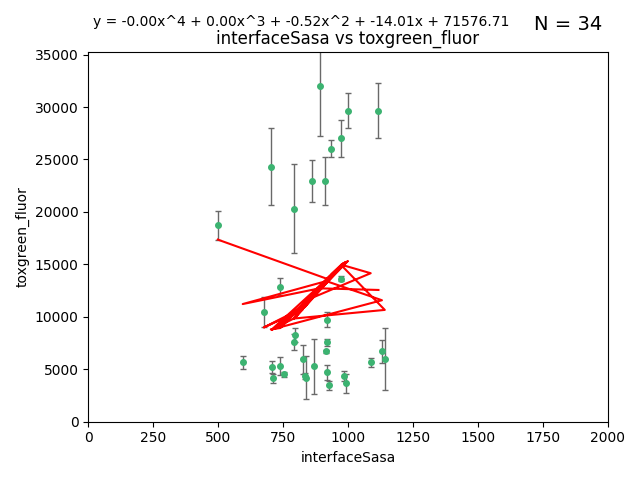 y = -0.00x^4 + 0.00x^3 + -0.52x^2 + -14.01x + 71576.71
N = 34
interfaceSasa vs toxgreen_fluor
35000
30000
25000
20000
15000
10000
5000
0
toxgreen_fluor
0 250 500 750 1000 1250 1500 1750 2000
interfaceSasa